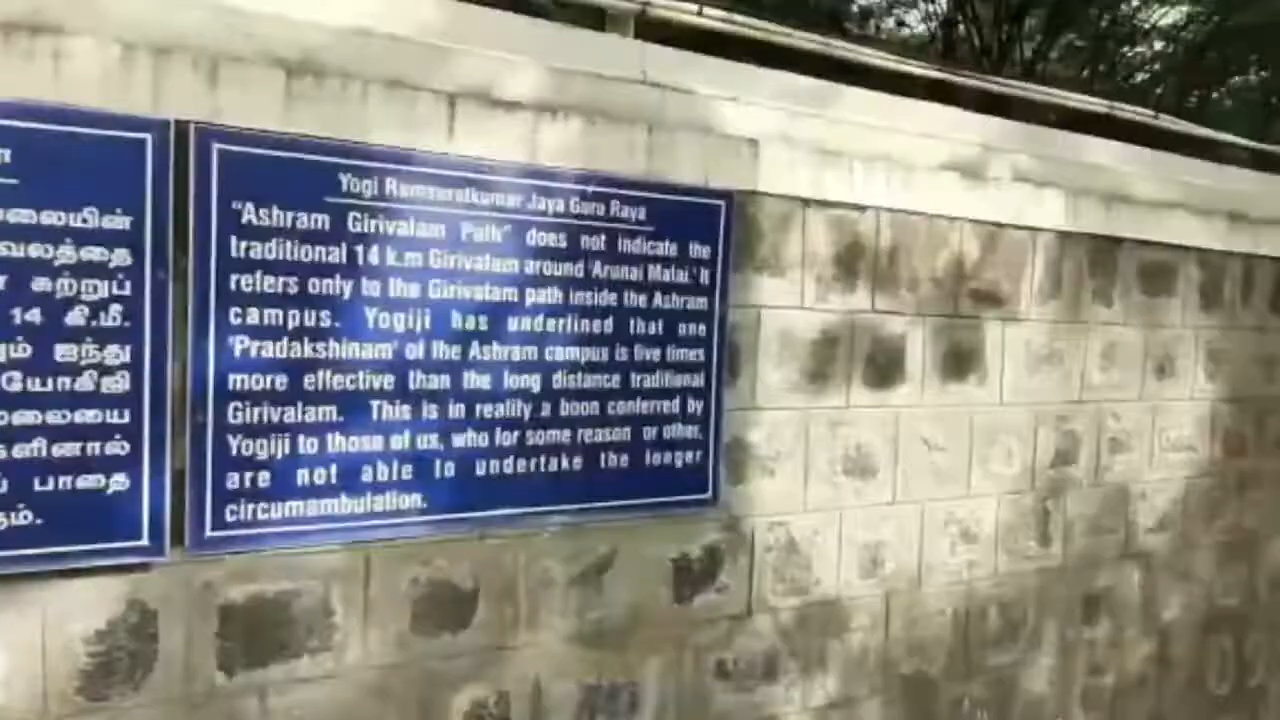 லையின்
வலத்தை
சுற்றுப்
14 கி.மீ.
ஐந்து
யோகிஜி
மலையை
களினால்
பாதை
Yogi Ramsuratkumar Jaya Guru Raya
"Ashram Girivalam Path" does not indicate the
traditional 14 k.m Girivalam around 'Arunai Malai.' It
refers only to the Girivalam path inside the Ashram
campus. Yogiji has underlined that one
'Pradakshinam' of the Ashram campus is five times
more effective than the long distance traditional
Girivalam. This is in reality a boon conferred by
Yogiji to those of us, who for some reason or other,
are not able to undertake the longer
circumambulation.